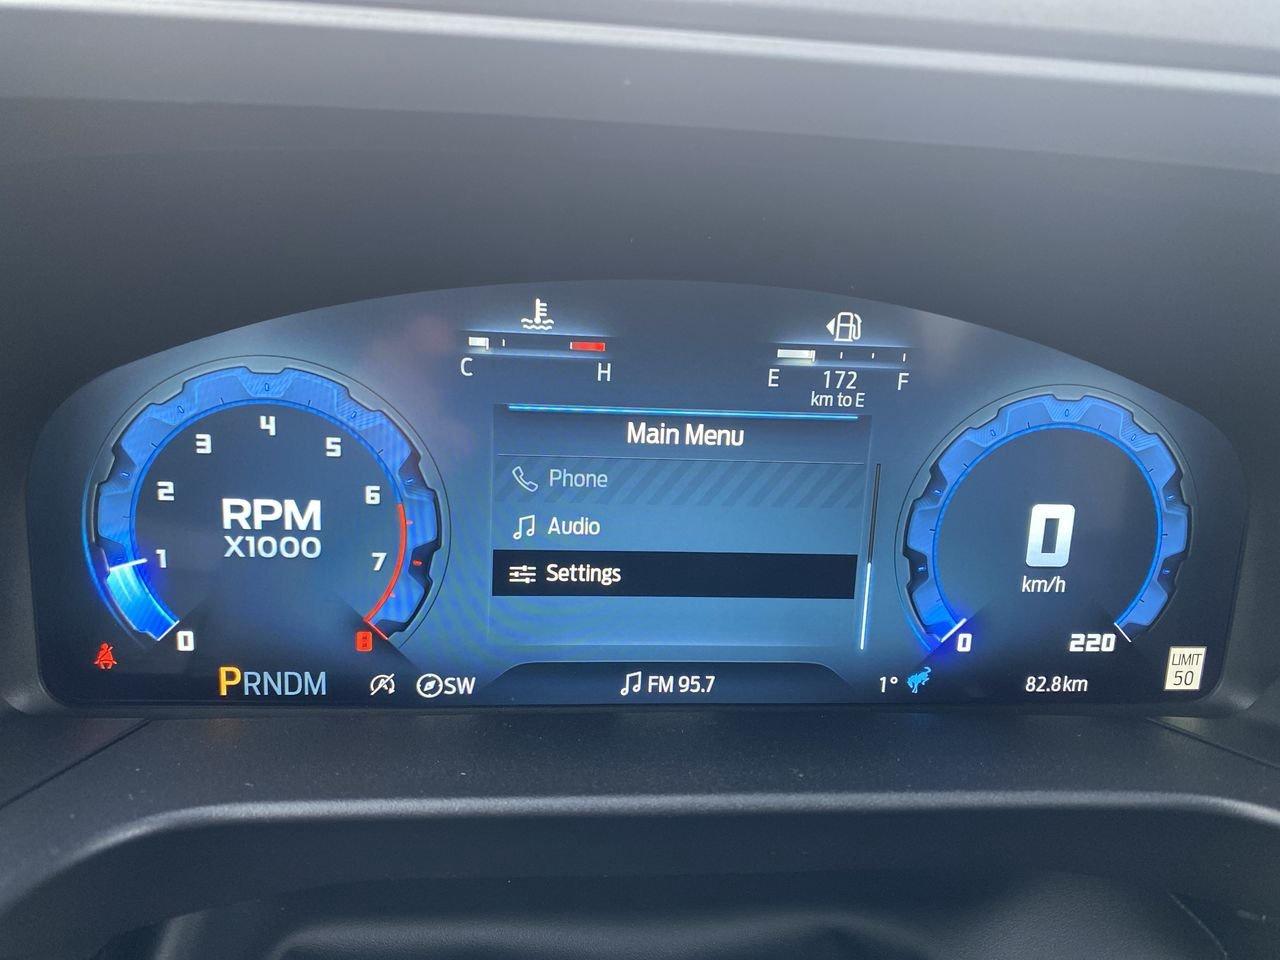 C
H
E
172
F
km to E
Main Menu
Phone
Audio
Settings
0
1
2
3
4
5
6
7
8
RPM
X1000
0
km/h
0
220
PRNDM
SW
FM 95.7
1°
82.8km
LIMIT
50